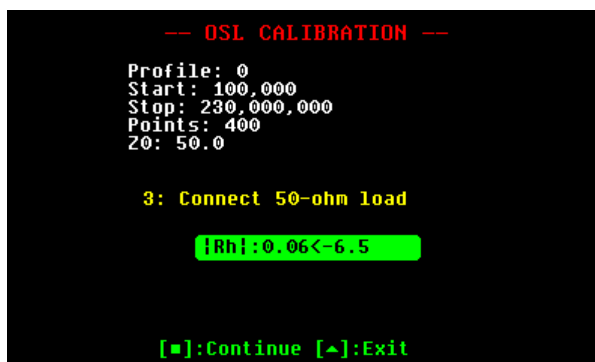 —— OSL CALIBRATION ——
Profile: 0
Start: 100,000
Stop: 230,000,000
Points: 400
Z0: 50.0
3: Connect 50-ohm load
¦Rh¦:0.06<-6.5
[■]:Continue [▲]:Exit